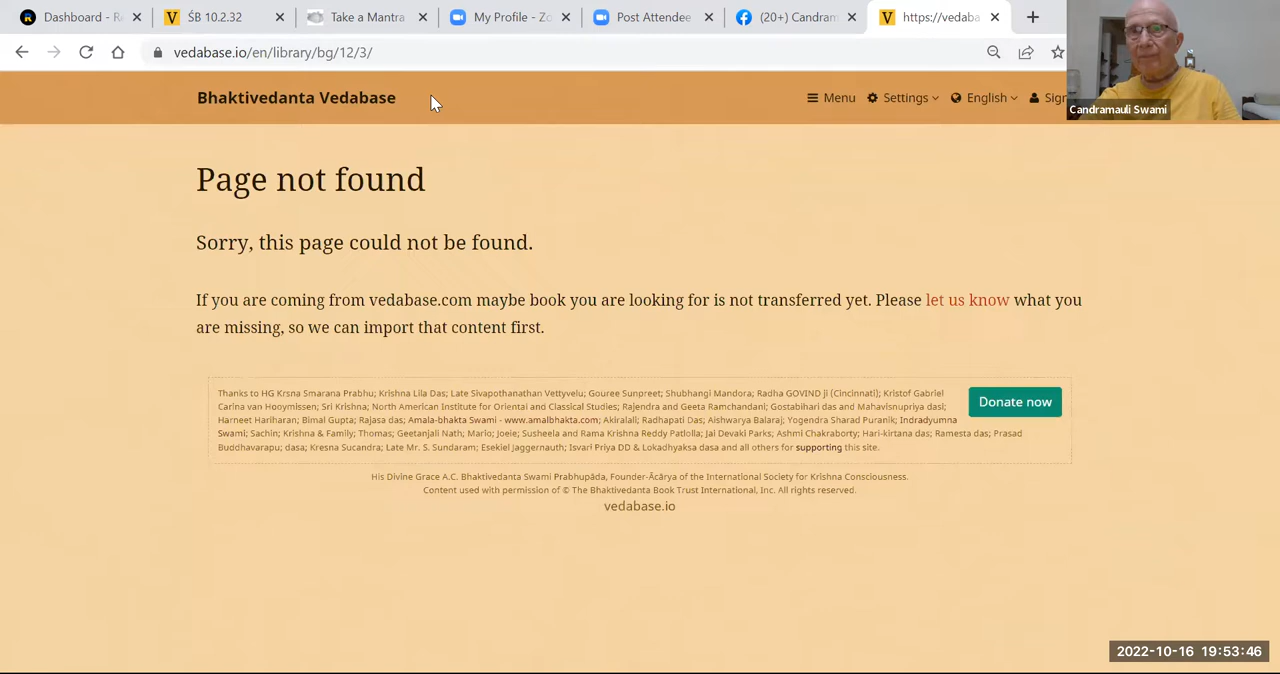 Dashboard - Re
ŚB 10.2.32
Take a Mantra
My Profile - Zo
Post Attendee
(20+) Candram
https://vedaba
vedabase.io/en/library/bg/12/3/
Bhaktivedanta Vedabase
Menu
Settings
English
Sign
Candramauli Swami
Page not found
Sorry, this page could not be found.
If you are coming from vedabase.com maybe book you are looking for is not transferred yet. Please let us know what you
are missing, so we can import that content first.
Thanks to HG Krsna Smarana Prabhu; Krishna Lila Das; Late Sivapothanathan Vettyvelu; Gouree Sunpreet; Shubhangi Mandora; Radha GOVIND ji (Cincinnati); Kristof Gabriel
Carina van Hooymissen; Sri Krishna; North American Institute for Oriental and Classical Studies; Rajendra and Geeta Ramchandani; Gostabihari das and Mahavisnupriya dasi;
Harneet Hariharan; Bimal Gupta; Rajasa das; Amala-bhakta Swami - www.amalbhakta.com; Akiralall; Radhapati Das; Aishwarya Balaraj; Yogendra Sharad Puranik; Indradyumna
Swami; Sachin; Krishna & Family; Thomas; Geetanjali Nath; Mario; Joeie; Susheela and Rama Krishna Reddy Patlolla; Jai Devaki Parks; Ashmi Chakraborty; Hari-kirtana das; Ramesta das; Prasad
Buddhavarapu; dasa; Kresna Sucandra; Late Mr. S. Sundaram; Esekiel Jaggernauth; Isvari Priya DD & Lokadhyaksa dasa and all others for supporting this site.
Donate now
His Divine Grace A.C. Bhaktivedanta Swami Prabhupāda, Founder-Ācārya of the International Society for Krishna Consciousness.
Content used with permission of © The Bhaktivedanta Book Trust International, Inc. All rights reserved.
vedabase.io
2022-10-16 19:53:46